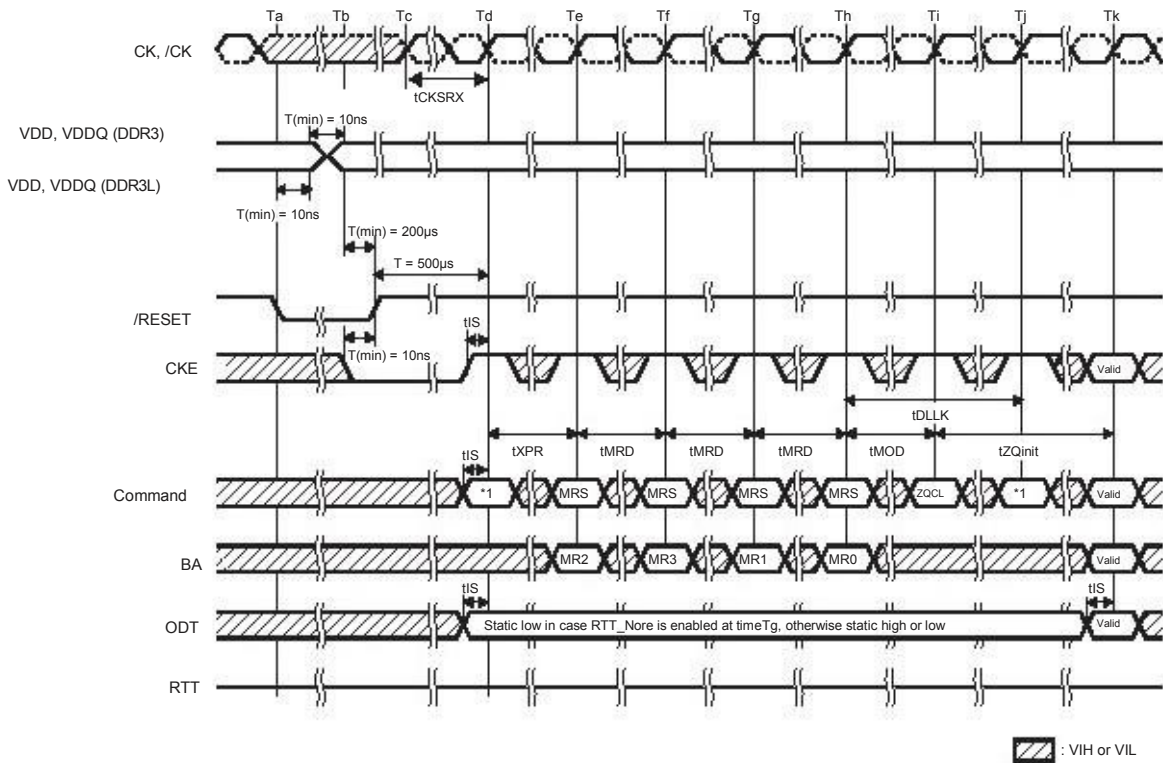 Ta Tb Tc Td Te Tf Tg Th Ti Tj Tk
CK, /CK
tCKSRX
T(min) = 10ns
VDD, VDDQ (DDR3)
VDD, VDDQ (DDR3L)
T(min) = 10ns
T(min) = 200µs
T = 500µs
/RESET
tIS
T(min) = 10ns
CKE
Valid
tDLLK
tXPR tMRD tMRD tMRD tMOD tZQinit
tIS
Command
*1 MRS MRS MRS MRS ZQCL *1 Valid
BA
MR2 MR3 MR1 MR0 Valid
tIS tIS
ODT
Static low in case RTT_Nore is enabled at timeTg, otherwise static high or low
Valid
RTT
: VIH or VIL